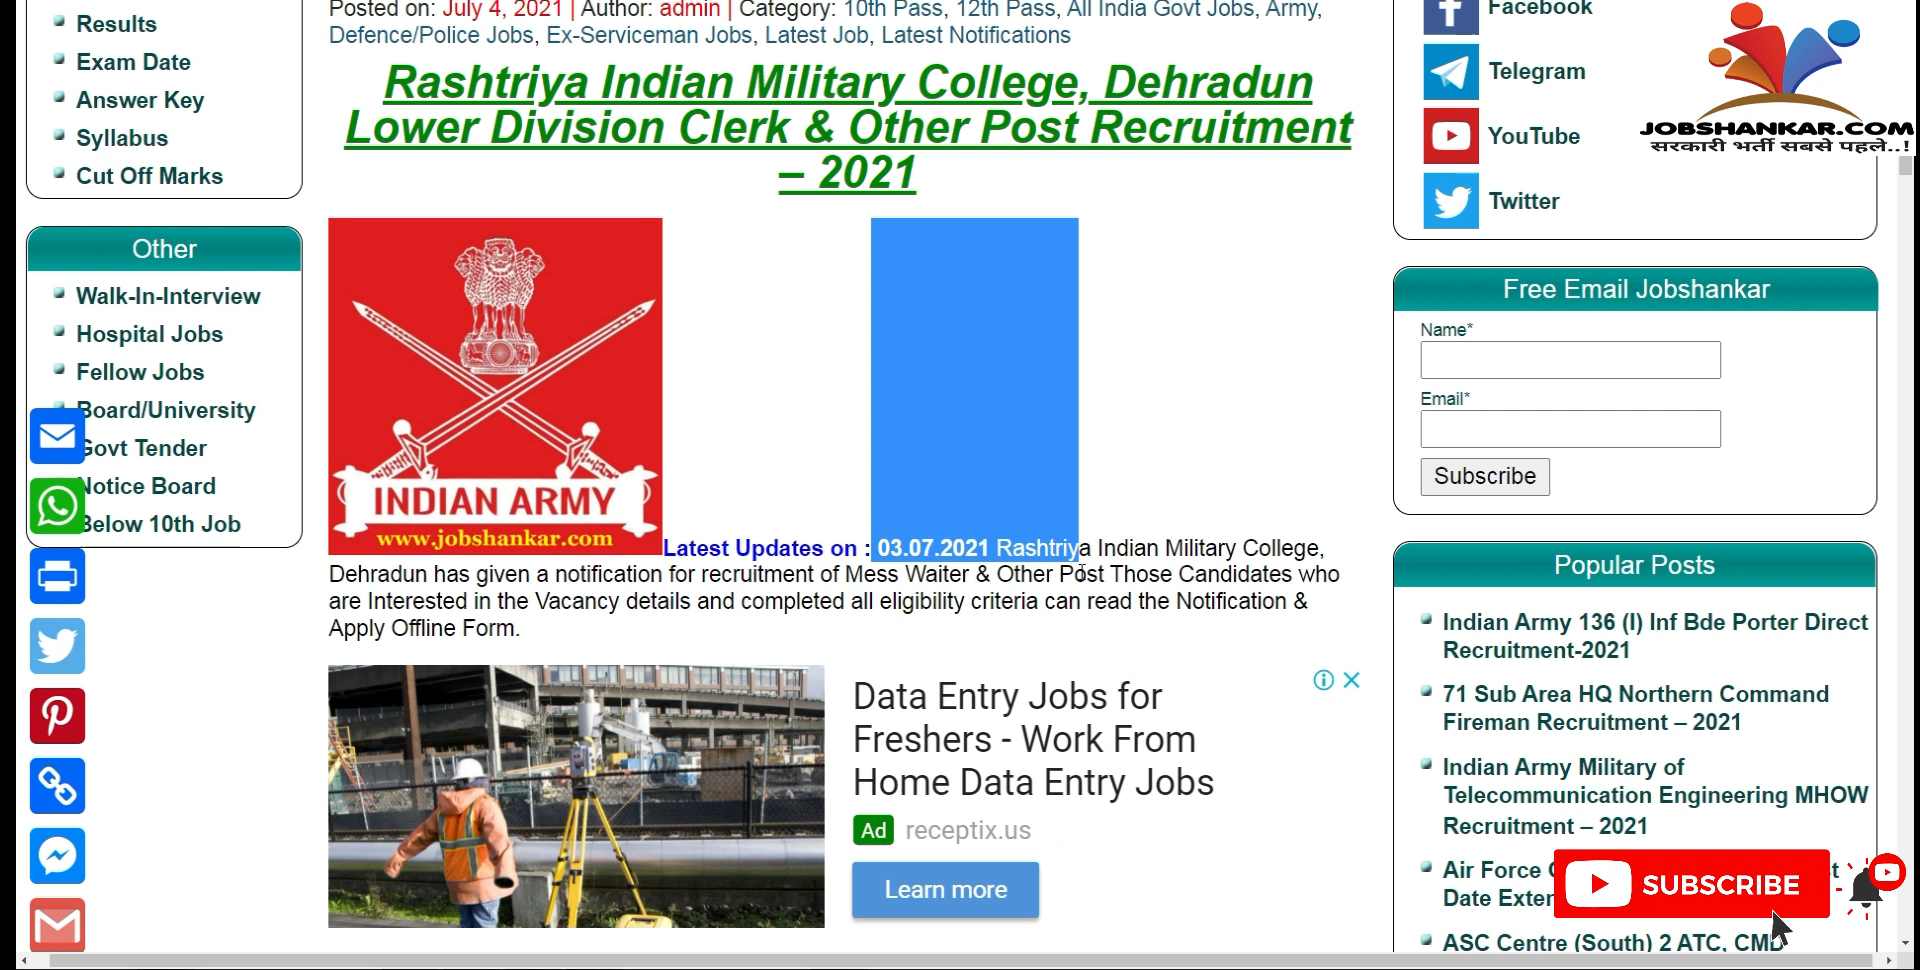 Results
Exam Date
Answer Key
Syllabus
Cut Off Marks
Other
Walk-In-Interview
Hospital Jobs
Fellow Jobs
Board/University
Govt Tender
Notice Board
Below 10th Job
Posted on: July 4, 2021 | Author: admin | Category: 10th Pass, 12th Pass, All India Govt Jobs, Army,
Defence/Police Jobs, Ex-Serviceman Jobs, Latest Job, Latest Notifications
Rashtriya Indian Military College, Dehradun
Lower Division Clerk & Other Post Recruitment
– 2021
INDIAN ARMY
www.jobshankar.com
Latest Updates on : 03.07.2021 Rashtriya Indian Military College,
Dehradun has given a notification for recruitment of Mess Waiter & Other Post Those Candidates who
are Interested in the Vacancy details and completed all eligibility criteria can read the Notification &
Apply Offline Form.
Data Entry Jobs for
Freshers - Work From
Home Data Entry Jobs
Ad receptix.us
Learn more
Facebook
Telegram
YouTube
Twitter
JOBSHANKAR.COM
सरकारी भर्ती सबसे पहले..!
Free Email Jobshankar
Name*
Email*
Subscribe
Popular Posts
Indian Army 136 (I) Inf Bde Porter Direct
Recruitment-2021
71 Sub Area HQ Northern Command
Fireman Recruitment – 2021
Indian Army Military of
Telecommunication Engineering MHOW
Recruitment – 2021
Air Force
Date
SUBSCRIBE
ASC Centre (South) 2 ATC, CMD